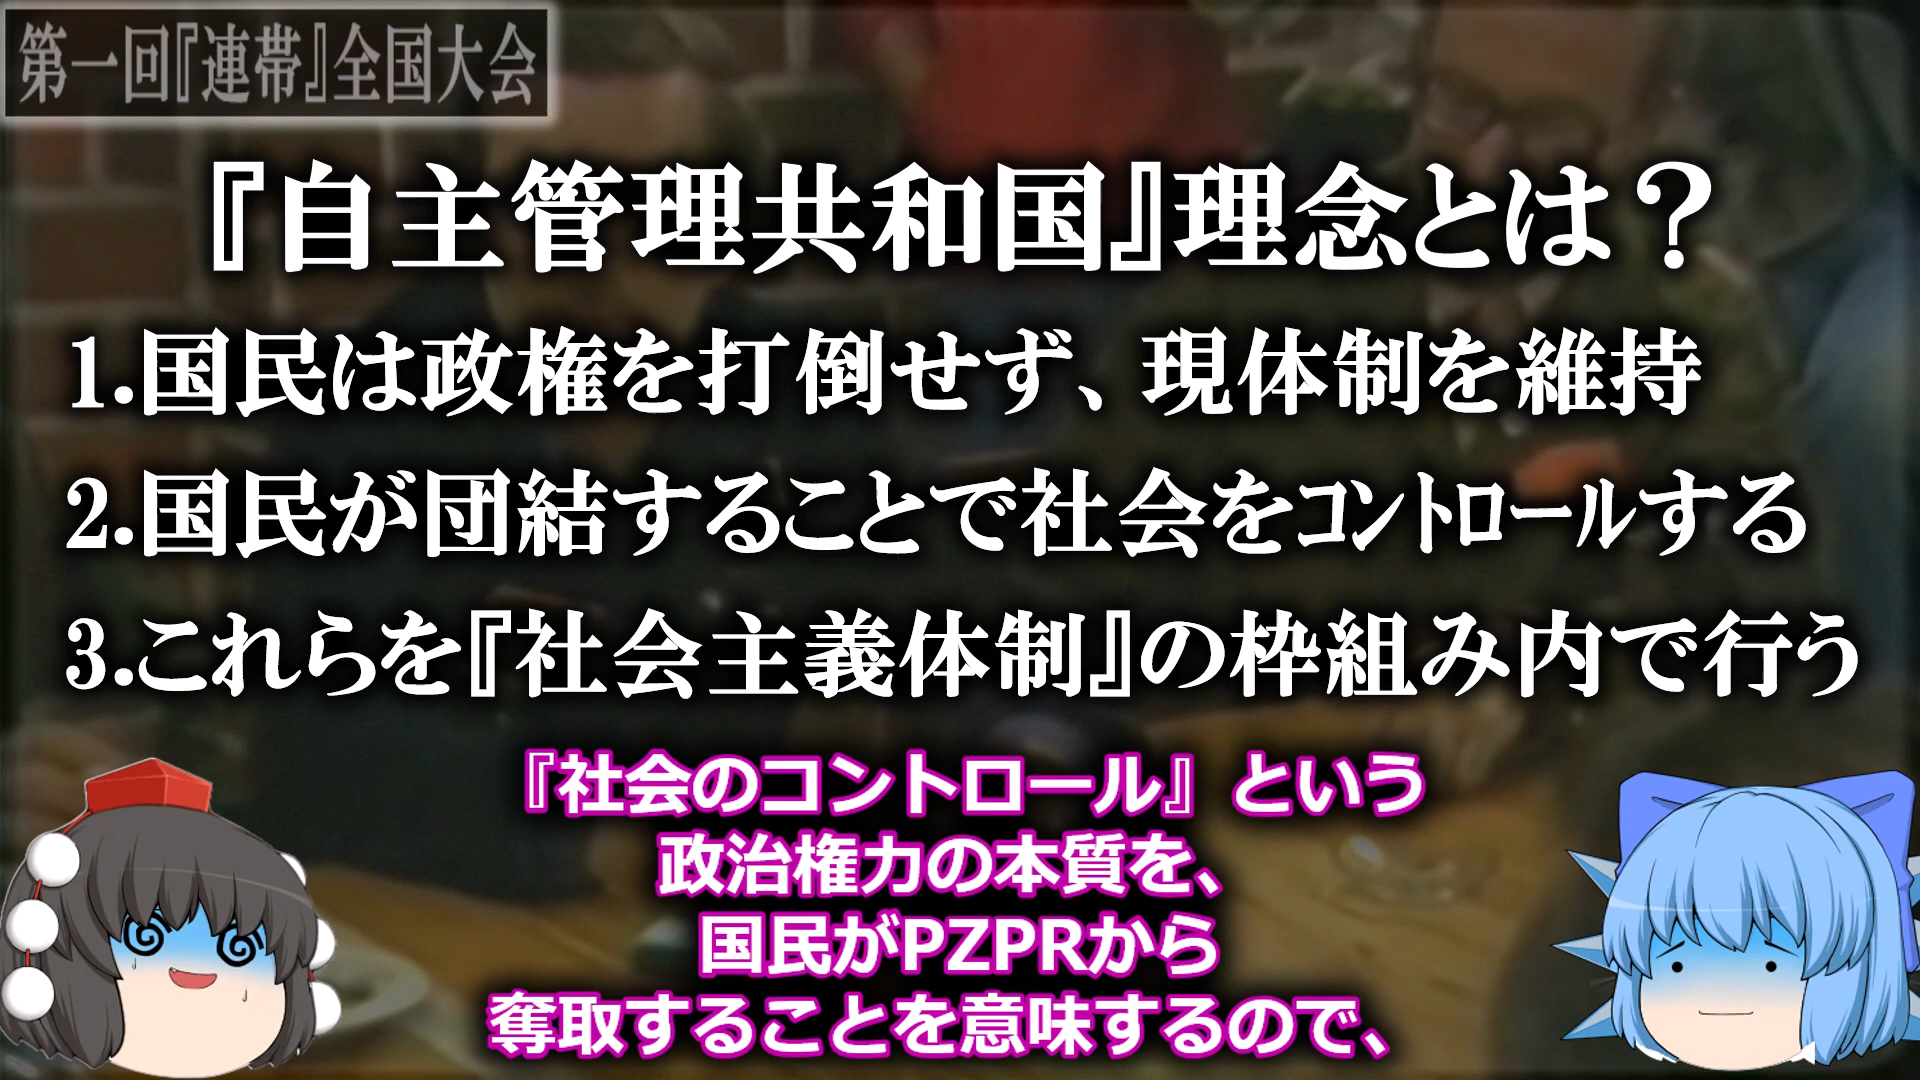 第一回『連帯』全国大会
『自主管理共和国』理念とは？
1.国民は政権を打倒せず、現体制を維持
2.国民が団結することで社会をｺﾝﾄﾛｰﾙする
3.これらを『社会主義体制』の枠組み内で行う
『社会のコントロール』という
政治権力の本質を、
国民がPZPRから
奪取することを意味するので、